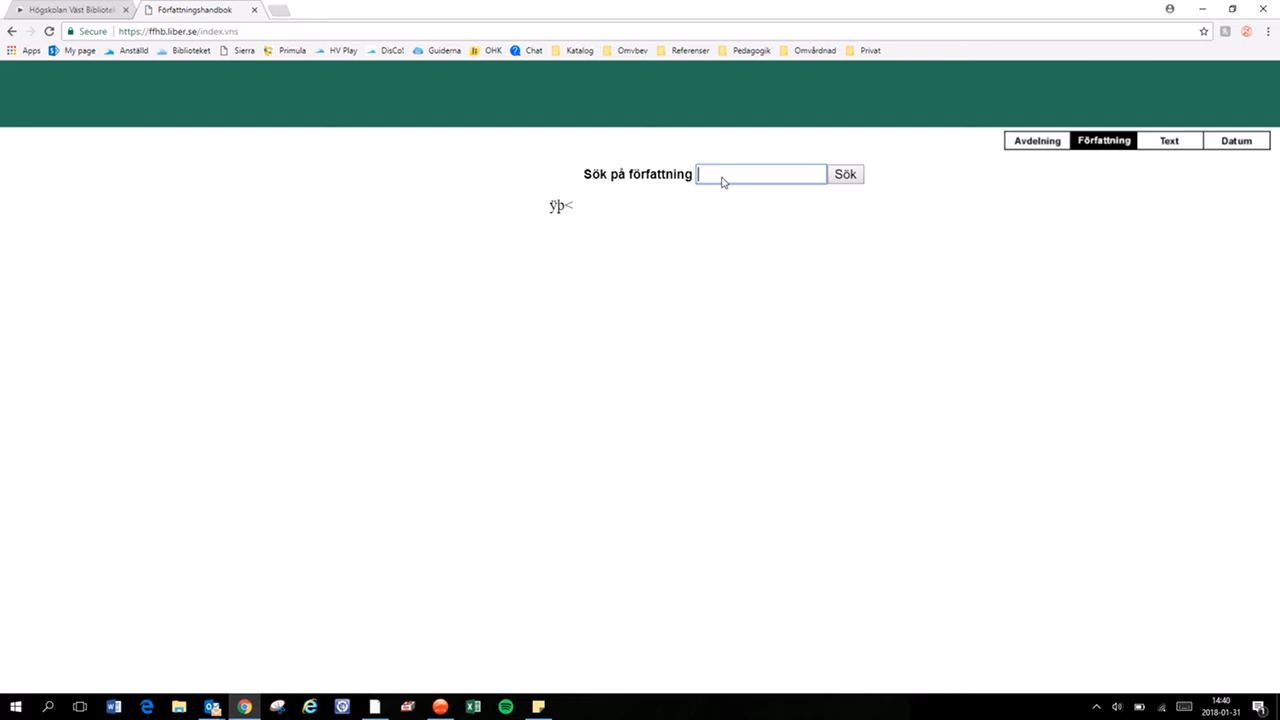 Högskolan Väst Bibliotek
Författningshandbok
Secure
https://ffhb.liber.se/index.vns
Apps
My page
Anställd
Biblioteket
Sierra
Primula
HV Play
DisCo!
Guiderna
OHK
Chat
Katalog
Omvbev
Referenser
Pedagogik
Omvårdnad
Privat
Avdelning
Författning
Text
Datum
Sök på författning
Sök
ÿþ<
14:40
2018-01-31